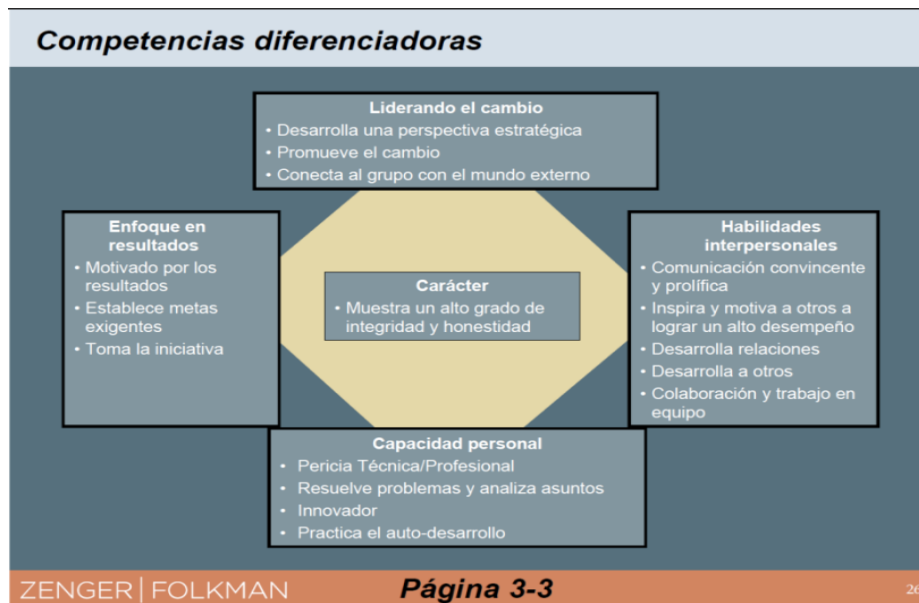 Competencias diferenciadoras
Liderando el cambio
• Desarrolla una perspectiva estratégica
• Promueve el cambio
• Conecta al grupo con el mundo externo
Enfoque en
resultados
• Motivado por los
resultados
• Establece metas
exigentes
• Toma la iniciativa
Carácter
• Muestra un alto grado de
integridad y honestidad
Habilidades
interpersonales
• Comunicación convincente
y prolífica
• Inspira y motiva a otros a
lograr un alto desempeño
• Desarrolla relaciones
• Desarrolla a otros
• Colaboración y trabajo en
equipo
Capacidad personal
• Pericia Técnica/Profesional
• Resuelve problemas y analiza asuntos
• Innovador
• Practica el auto-desarrollo
ZENGER | FOLKMAN Página 3-3 26